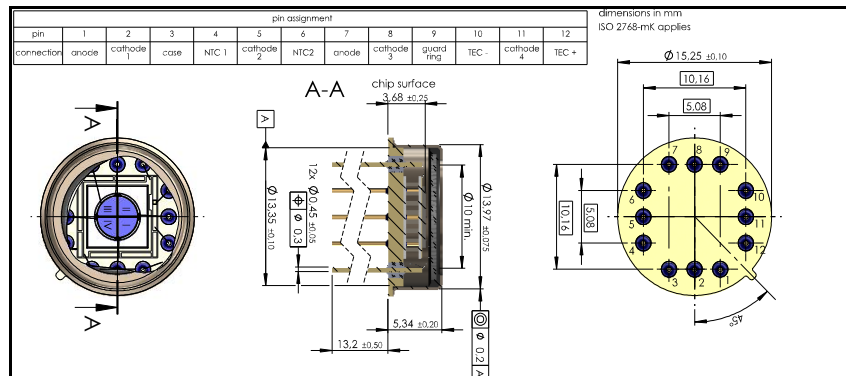 pin assignment
pin 1 2 3 4 5 6 7 8 9 10 11 12
connection anode cathode 1 case NTC 1 cathode 2 NTC2 anode cathode 3 guard ring TEC - cathode 4 TEC +
dimensions in mm
ISO 2768-mK applies
A-A
chip surface
3,68 ±0,25
A
A
A
Ø 13,35 ±0,10
12x Ø 0,45 ±0,05
⌖ ø 0,3
Ø 10 min.
Ø 13,97 ±0,075
5,34 ±0,20
13,2 ±0,50
◎ ø 0,2 A
Ø 15,25 ±0,10
10,16
5,08
10,16
5,08
7 8 9
6 10
5 11
4 12
3 2 1
45°